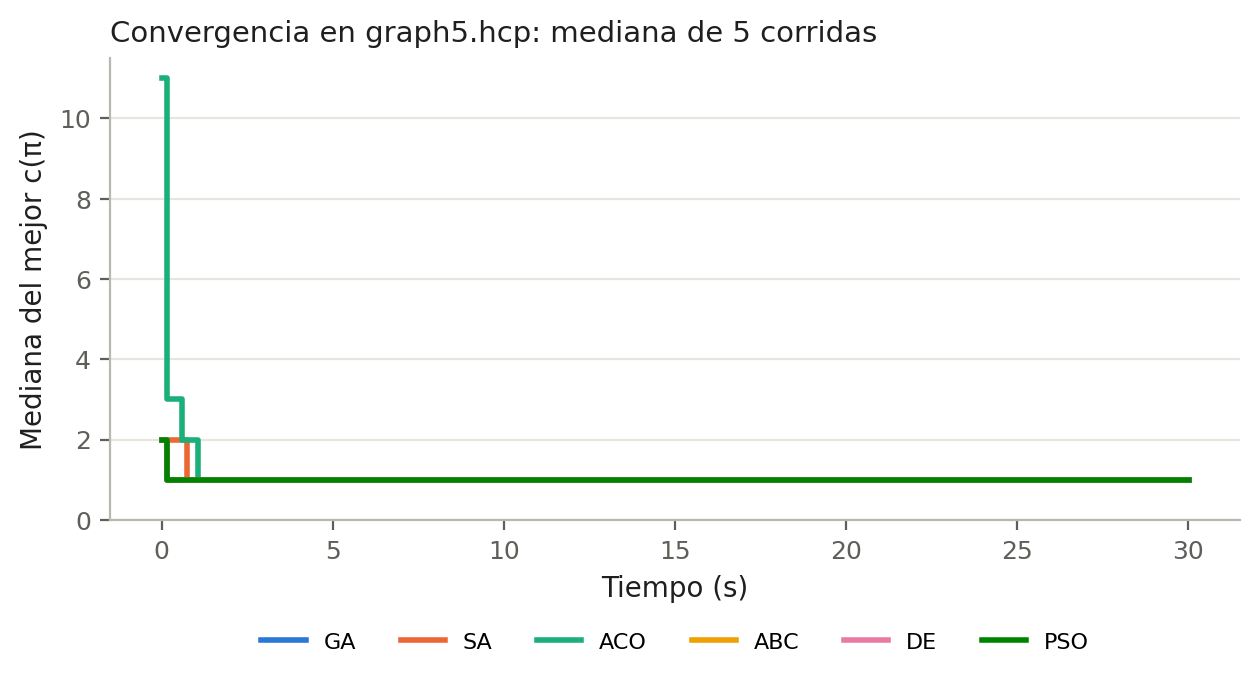 Convergencia en graph5.hcp: mediana de 5 corridas
Mediana del mejor c(π)
10
8
6
4
2
0
0 5 10 15 20 25 30
Tiempo (s)
GA SA ACO ABC DE PSO